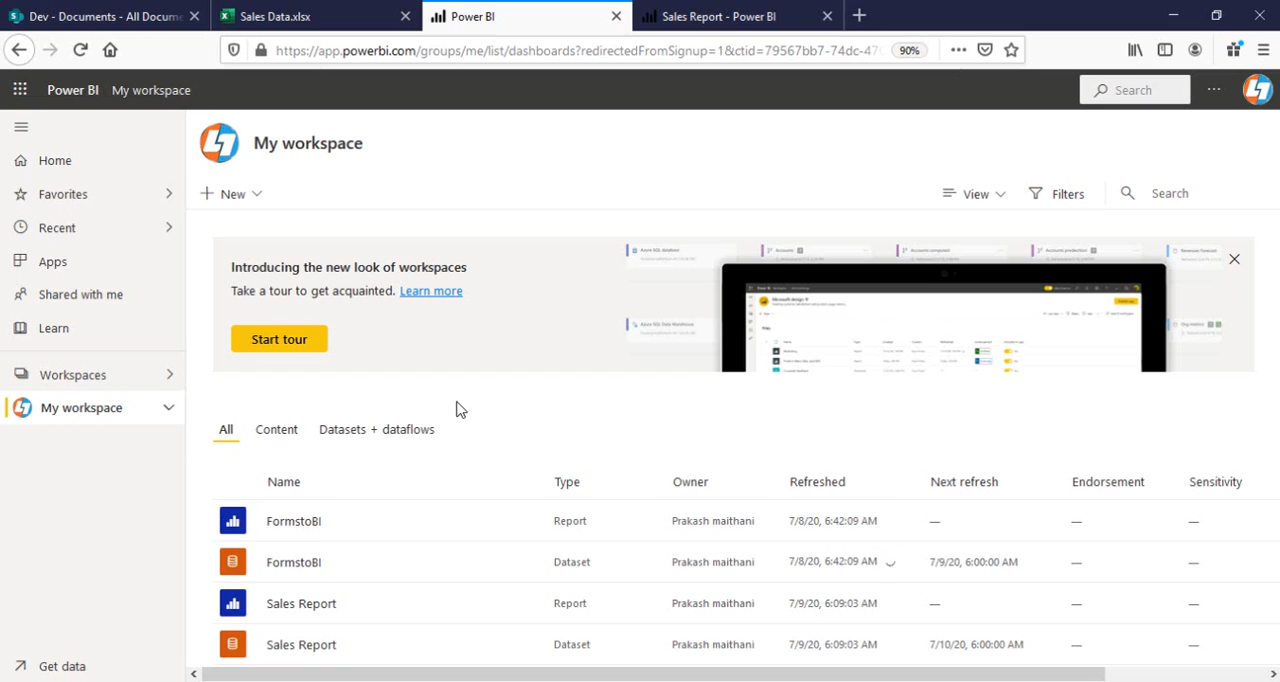 Dev - Documents - All Docume
Sales Data.xlsx
Power BI
Sales Report - Power BI
https://app.powerbi.com/groups/me/list/dashboards?redirectedFromSignup=1&ctid=79567bb7-74dc-47
90%
Power BI My workspace
Search
Home
Favorites
Recent
Apps
Shared with me
Learn
Workspaces
My workspace
Get data
My workspace
New
View
Filters
Search
Introducing the new look of workspaces
Take a tour to get acquainted. Learn more
Start tour
All Content Datasets + dataflows
Name Type Owner Refreshed Next refresh Endorsement Sensitivity
FormstoBI Report Prakash maithani 7/8/20, 6:42:09 AM — — —
FormstoBI Dataset Prakash maithani 7/8/20, 6:42:09 AM 7/9/20, 6:00:00 AM — —
Sales Report Report Prakash maithani 7/9/20, 6:09:03 AM — — —
Sales Report Dataset Prakash maithani 7/9/20, 6:09:03 AM 7/10/20, 6:00:00 AM — —